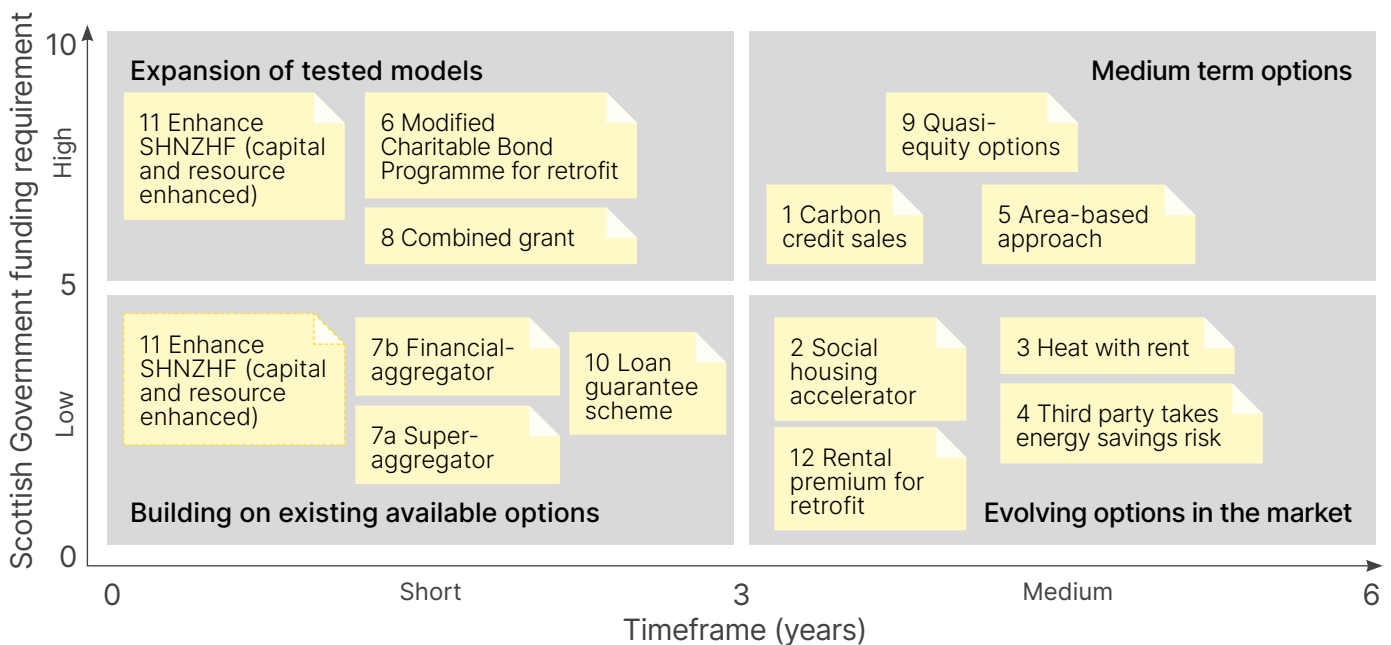 Scottish Government funding requirement
High
Low
10
5
0
Expansion of tested models
11 Enhance
SHNZHF (capital
and resource
enhanced)
6 Modified
Charitable Bond
Programme for retrofit
8 Combined grant
Medium term options
9 Quasi-
equity options
1 Carbon
credit sales
5 Area-based
approach
11 Enhance
SHNZHF (capital
and resource
enhanced)
7b Financial-
aggregator
7a Super-
aggregator
10 Loan
guarantee
scheme
Building on existing available options
2 Social
housing
accelerator
12 Rental
premium for
retrofit
3 Heat with rent
4 Third party takes
energy savings risk
Evolving options in the market
0
Short
3
Medium
6
Timeframe (years)